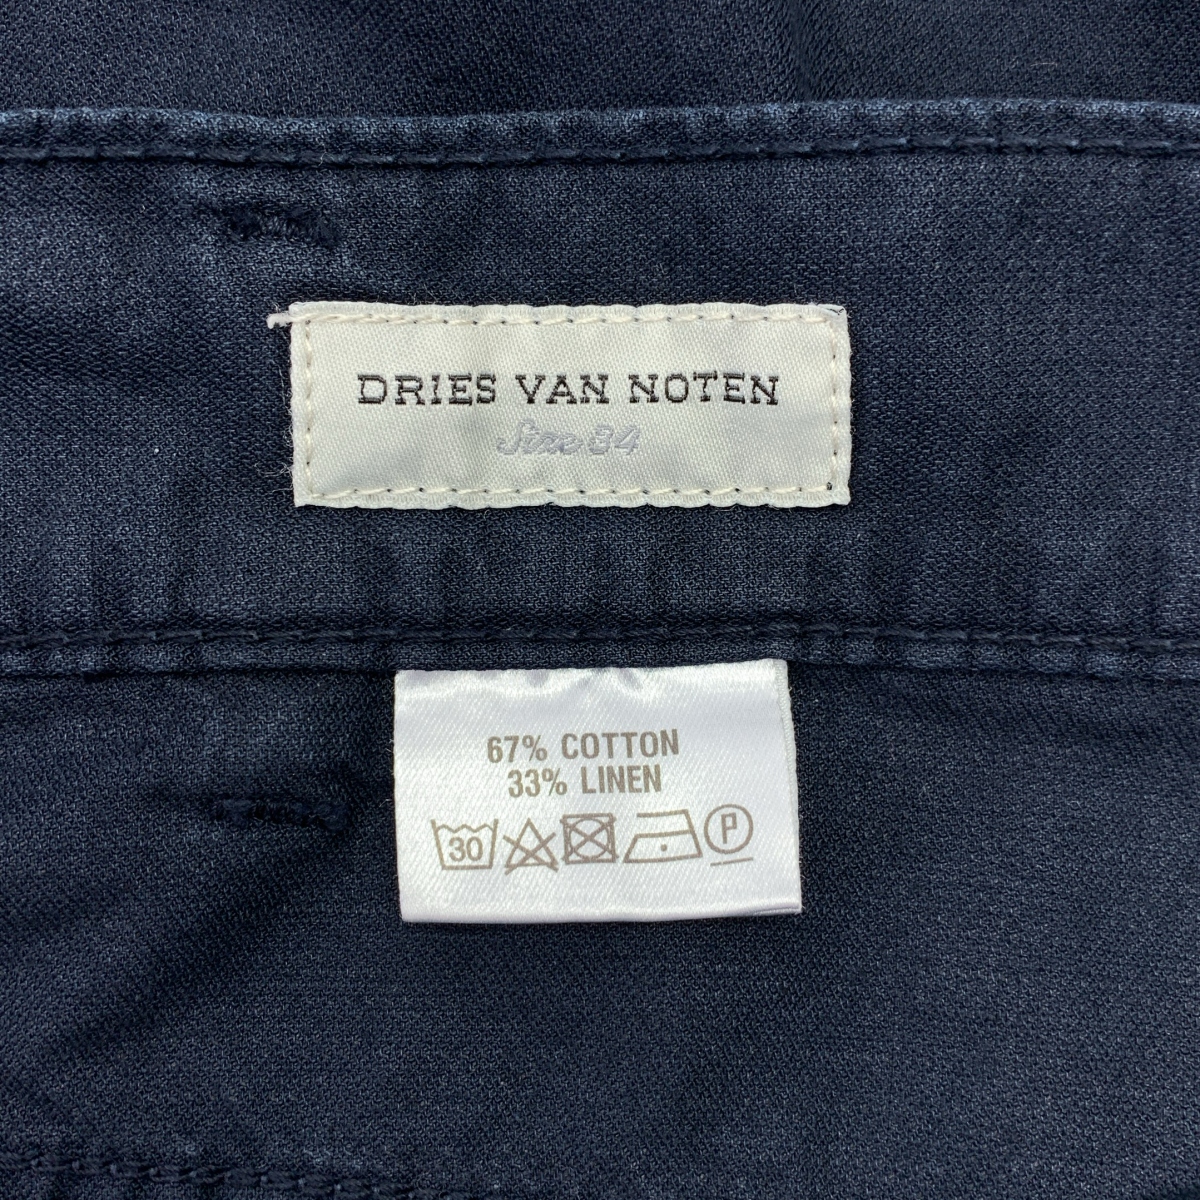 DRIES VAN NOTEN
Size 34
67% COTTON
33% LINEN
30 P